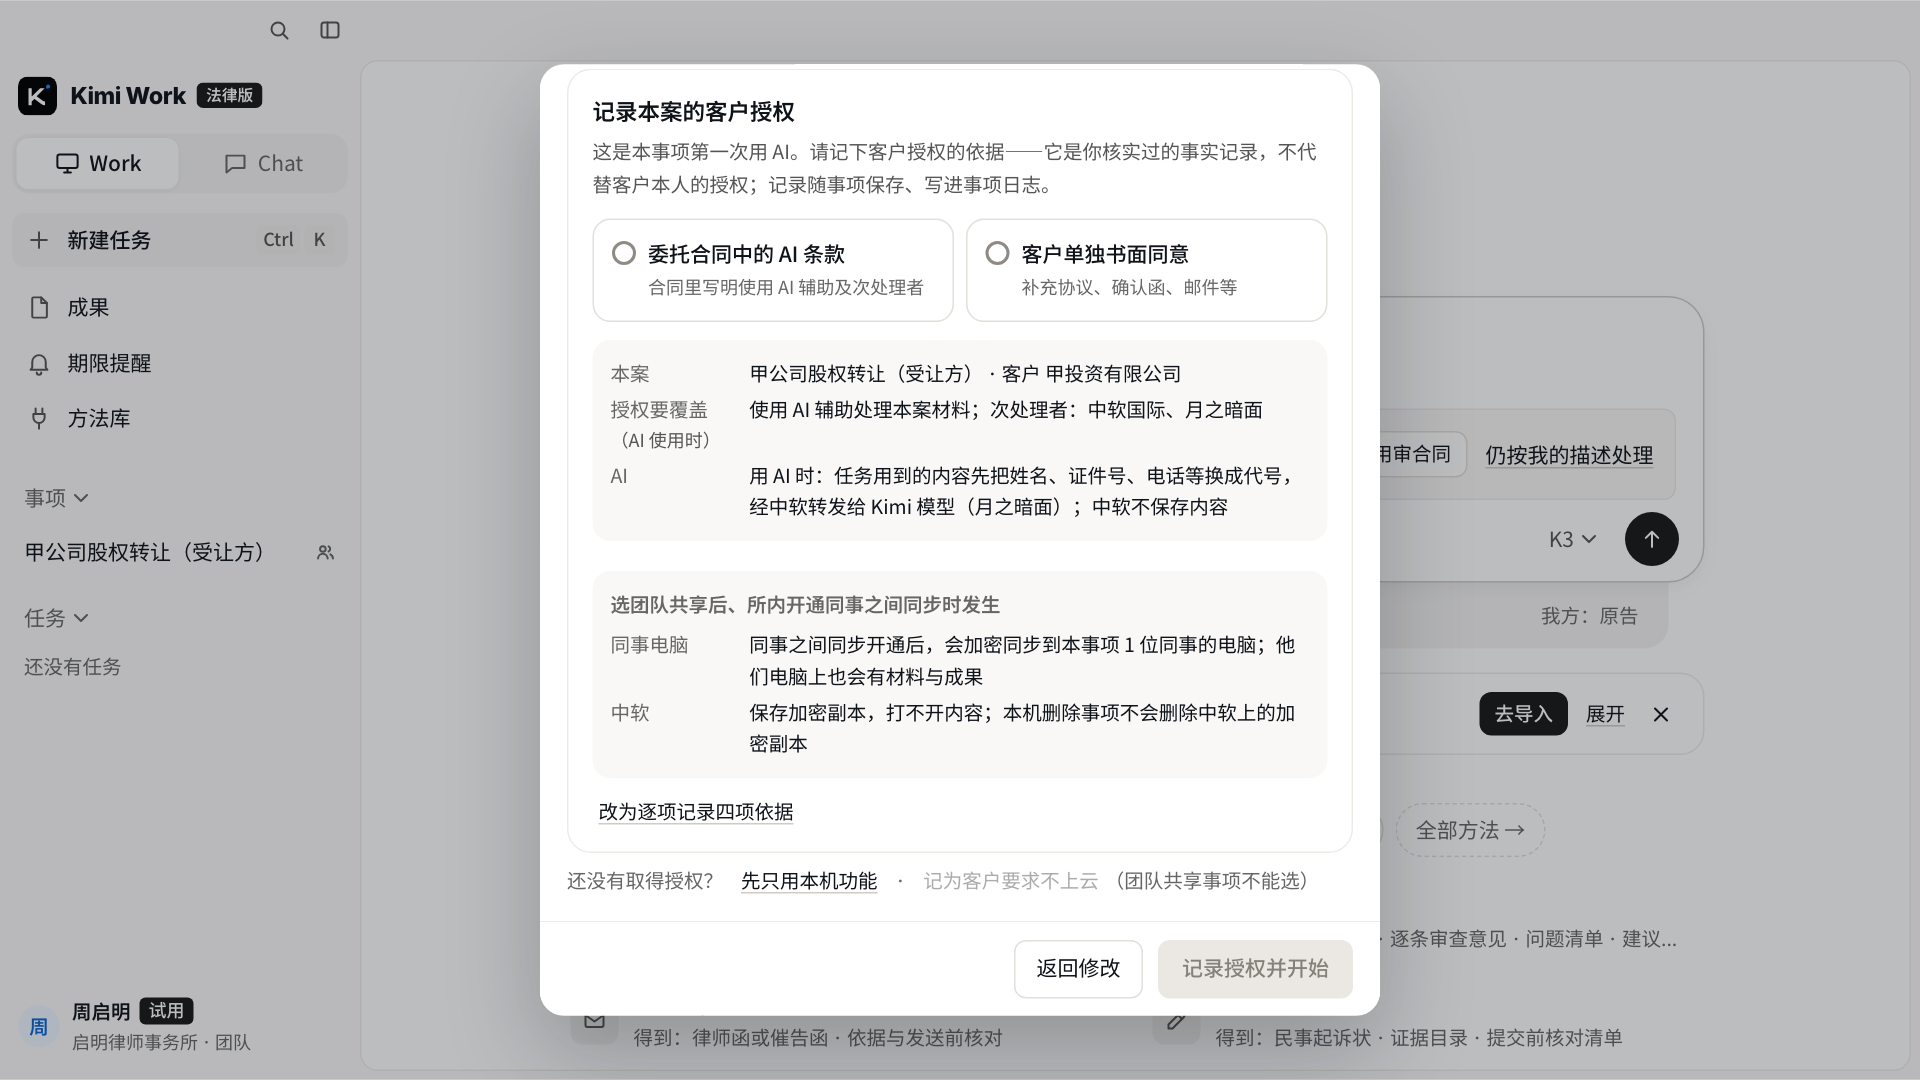 Kimi Work 法律版
Work
Chat
新建任务 Ctrl K
成果
期限提醒
方法库
事项
甲公司股权转让（受让方）
任务
还没有任务
周
周启明 试用
启明律师事务所 · 团队
记录本案的客户授权
这是本事项第一次用 AI。请记下客户授权的依据——它是你核实过的事实记录，不代
替客户本人的授权；记录随事项保存、写进事项日志。
委托合同中的 AI 条款
合同里写明使用 AI 辅助及次处理者
客户单独书面同意
补充协议、确认函、邮件等
本案 甲公司股权转让（受让方） · 客户 甲投资有限公司
授权要覆盖 使用 AI 辅助处理本案材料；次处理者：中软国际、月之暗面
（AI 使用时）
AI 用 AI 时：任务用到的内容先把姓名、证件号、电话等换成代号，
经中软转发给 Kimi 模型（月之暗面）；中软不保存内容
选团队共享后、所内开通同事之间同步时发生
同事电脑 同事之间同步开通后，会加密同步到本事项 1 位同事的电脑；他
们电脑上也会有材料与成果
中软 保存加密副本，打不开内容；本机删除事项不会删除中软上的加
密副本
改为逐项记录四项依据
还没有取得授权？ 先只用本机功能 · 记为客户要求不上云 （团队共享事项不能选）
返回修改
记录授权并开始
用审合同
仍按我的描述处理
K3
我方：原告
去导入 展开
全部方法 →
· 逐条审查意见 · 问题清单 · 建议...
得到：律师函或催告函 · 依据与发送前核对
得到：民事起诉状 · 证据目录 · 提交前核对清单